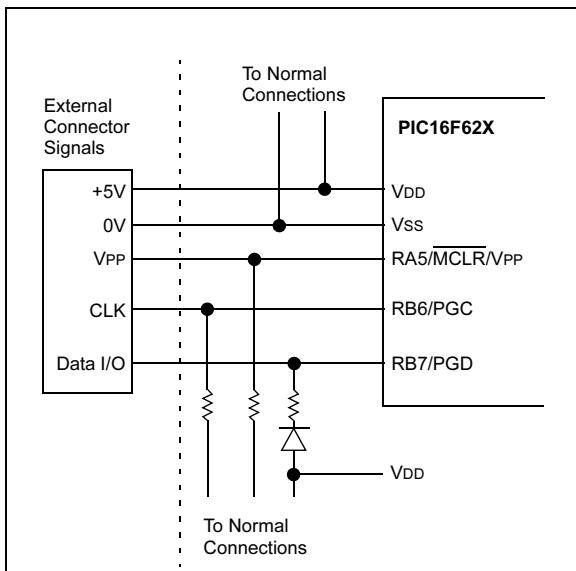 To Normal
Connections
External
Connector
Signals
PIC16F62X
+5V
VDD
0V
VSS
VPP
RA5/MCLR/VPP
CLK
RB6/PGC
Data I/O
RB7/PGD
VDD
To Normal
Connections